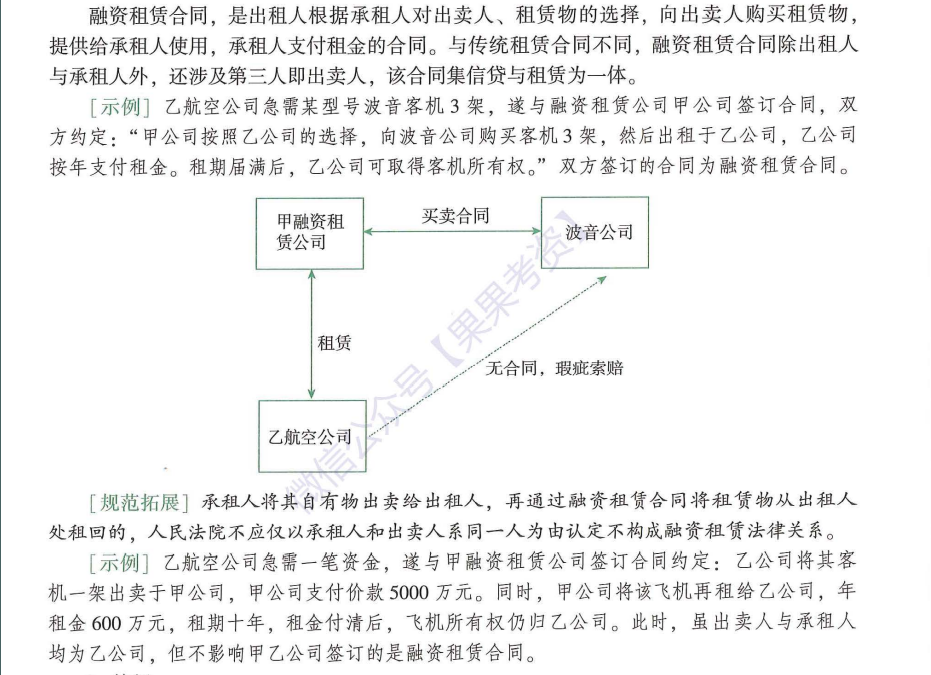 融资租赁合同，是出租人根据承租人对出卖人、租赁物的选择，向出卖人购买租赁物，
提供给承租人使用，承租人支付租金的合同。与传统租赁合同不同，融资租赁合同除出租人
与承租人外，还涉及第三人即出卖人，该合同集信贷与租赁为一体。
［示例］乙航空公司急需某型号波音客机 3 架，遂与融资租赁公司甲公司签订合同，双
方约定：“甲公司按照乙公司的选择，向波音公司购买客机 3 架，然后出租于乙公司，乙公司
按年支付租金。租期届满后，乙公司可取得客机所有权。”双方签订的合同为融资租赁合同。
甲融资租
赁公司
买卖合同
波音公司
租赁
无合同，瑕疵索赔
乙航空公司
微信公众号【果果考资】
［规范拓展］承租人将其自有物出卖给出租人，再通过融资租赁合同将租赁物从出租人
处租回的，人民法院不应仅以承租人和出卖人系同一人为由认定不构成融资租赁法律关系。
［示例］乙航空公司急需一笔资金，遂与甲融资租赁公司签订合同约定：乙公司将其客
机一架出卖于甲公司，甲公司支付价款 5000 万元。同时，甲公司将该飞机再租给乙公司，年
租金 600 万元，租期十年，租金付清后，飞机所有权仍归乙公司。此时，虽出卖人与承租人
均为乙公司，但不影响甲乙公司签订的是融资租赁合同。